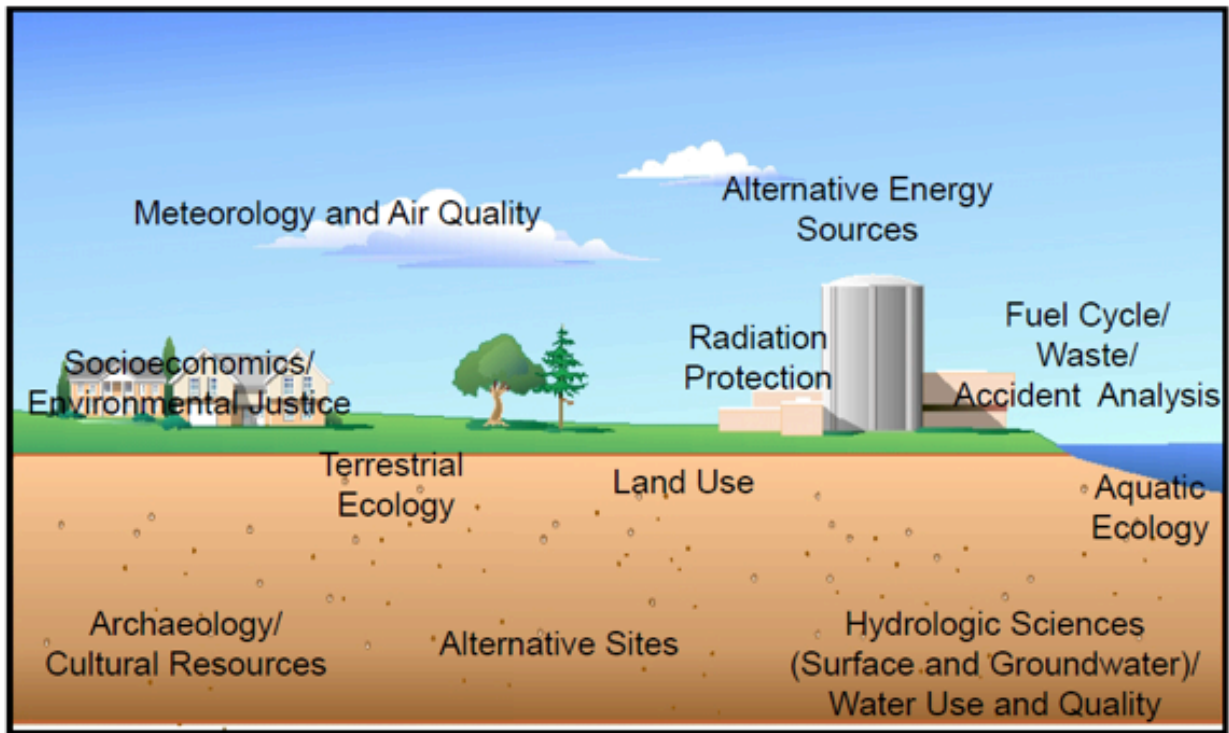 Meteorology and Air Quality
Alternative Energy
Sources
Socioeconomics/
Environmental Justice
Radiation
Protection
Fuel Cycle/
Waste/
Accident Analysis
Terrestrial
Ecology
Land Use
Aquatic
Ecology
Archaeology/
Cultural Resources
Alternative Sites
Hydrologic Sciences
(Surface and Groundwater)/
Water Use and Quality